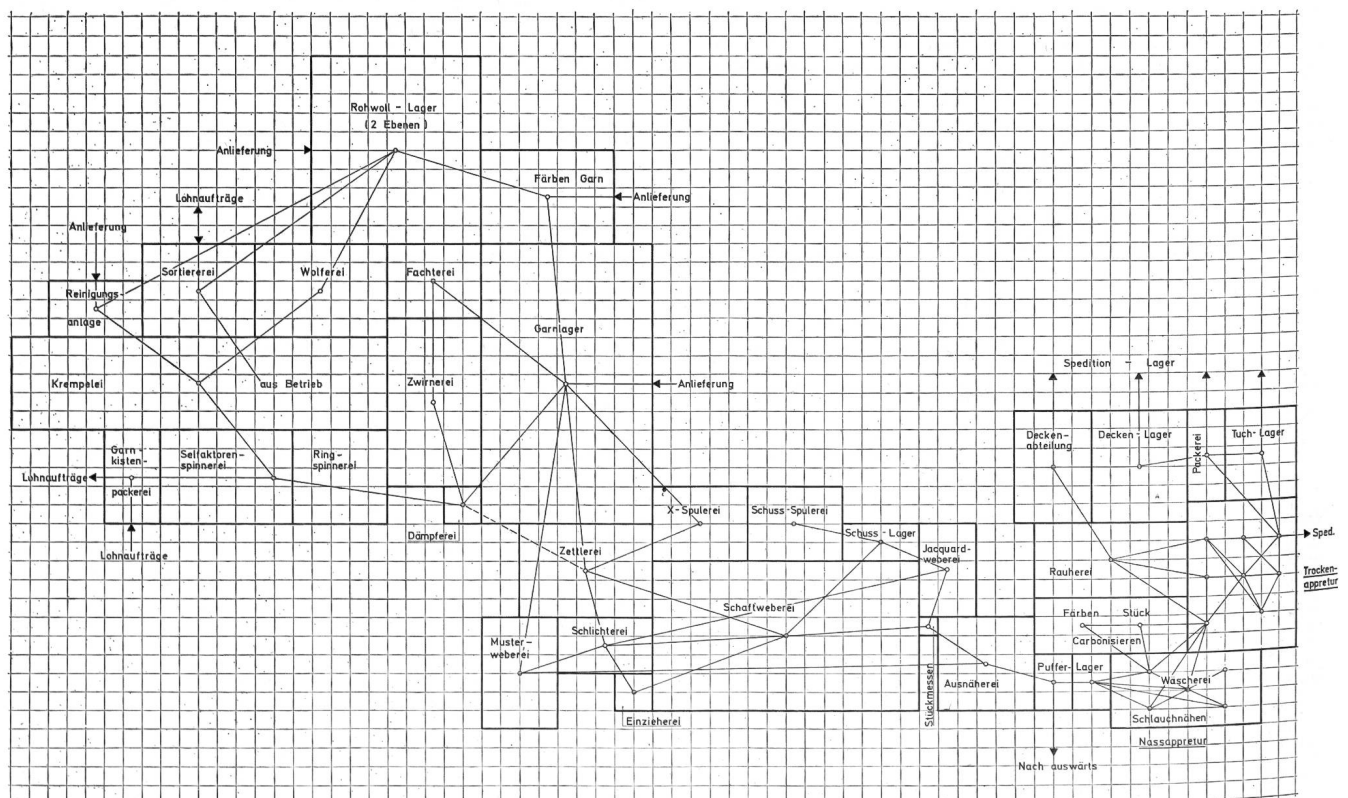 Rohwoll - Lager
(2 Ebenen)
Anlieferung
Färben Garn
Anlieferung
Lohnaufträge
Anlieferung
Sortiererei
Wolferei
Fachterei
Reinigungs-
anlage
Garnlager
Krempelei
aus Betrieb
Zwirnerei
Anlieferung
Garn-
kisten-
packerei
Selfaktoren-
spinnerei
Ring-
spinnerei
Lohnaufträge
Lohnaufträge
Dämpferei
X-Spulerei
Schuss-Spulerei
Schuss-Lager
Jacquard-
weberei
Zettlerei
Schaftweberei
Schlichterei
Muster-
weberei
Einzieherei
Stückmessen
Ausnäherei
Spedition - Lager
Decken-
abteilung
Decken-Lager
Packerei
Tuch-Lager
Sped.
Trocken-
appretur
Rauherei
Färben Stück
Carbonisieren
Puffer-Lager
Wascherei
Schlauchnähen
Nassappretur
Nach auswärts